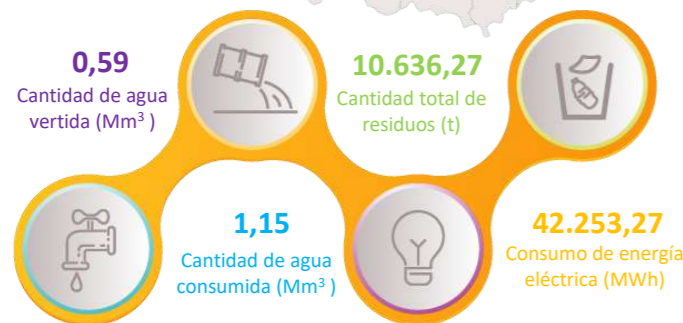 0,59
Cantidad de agua
vertida (Mm³ )
10.636,27
Cantidad total de
residuos (t)
1,15
Cantidad de agua
consumida (Mm³ )
42.253,27
Consumo de energía
eléctrica (MWh)